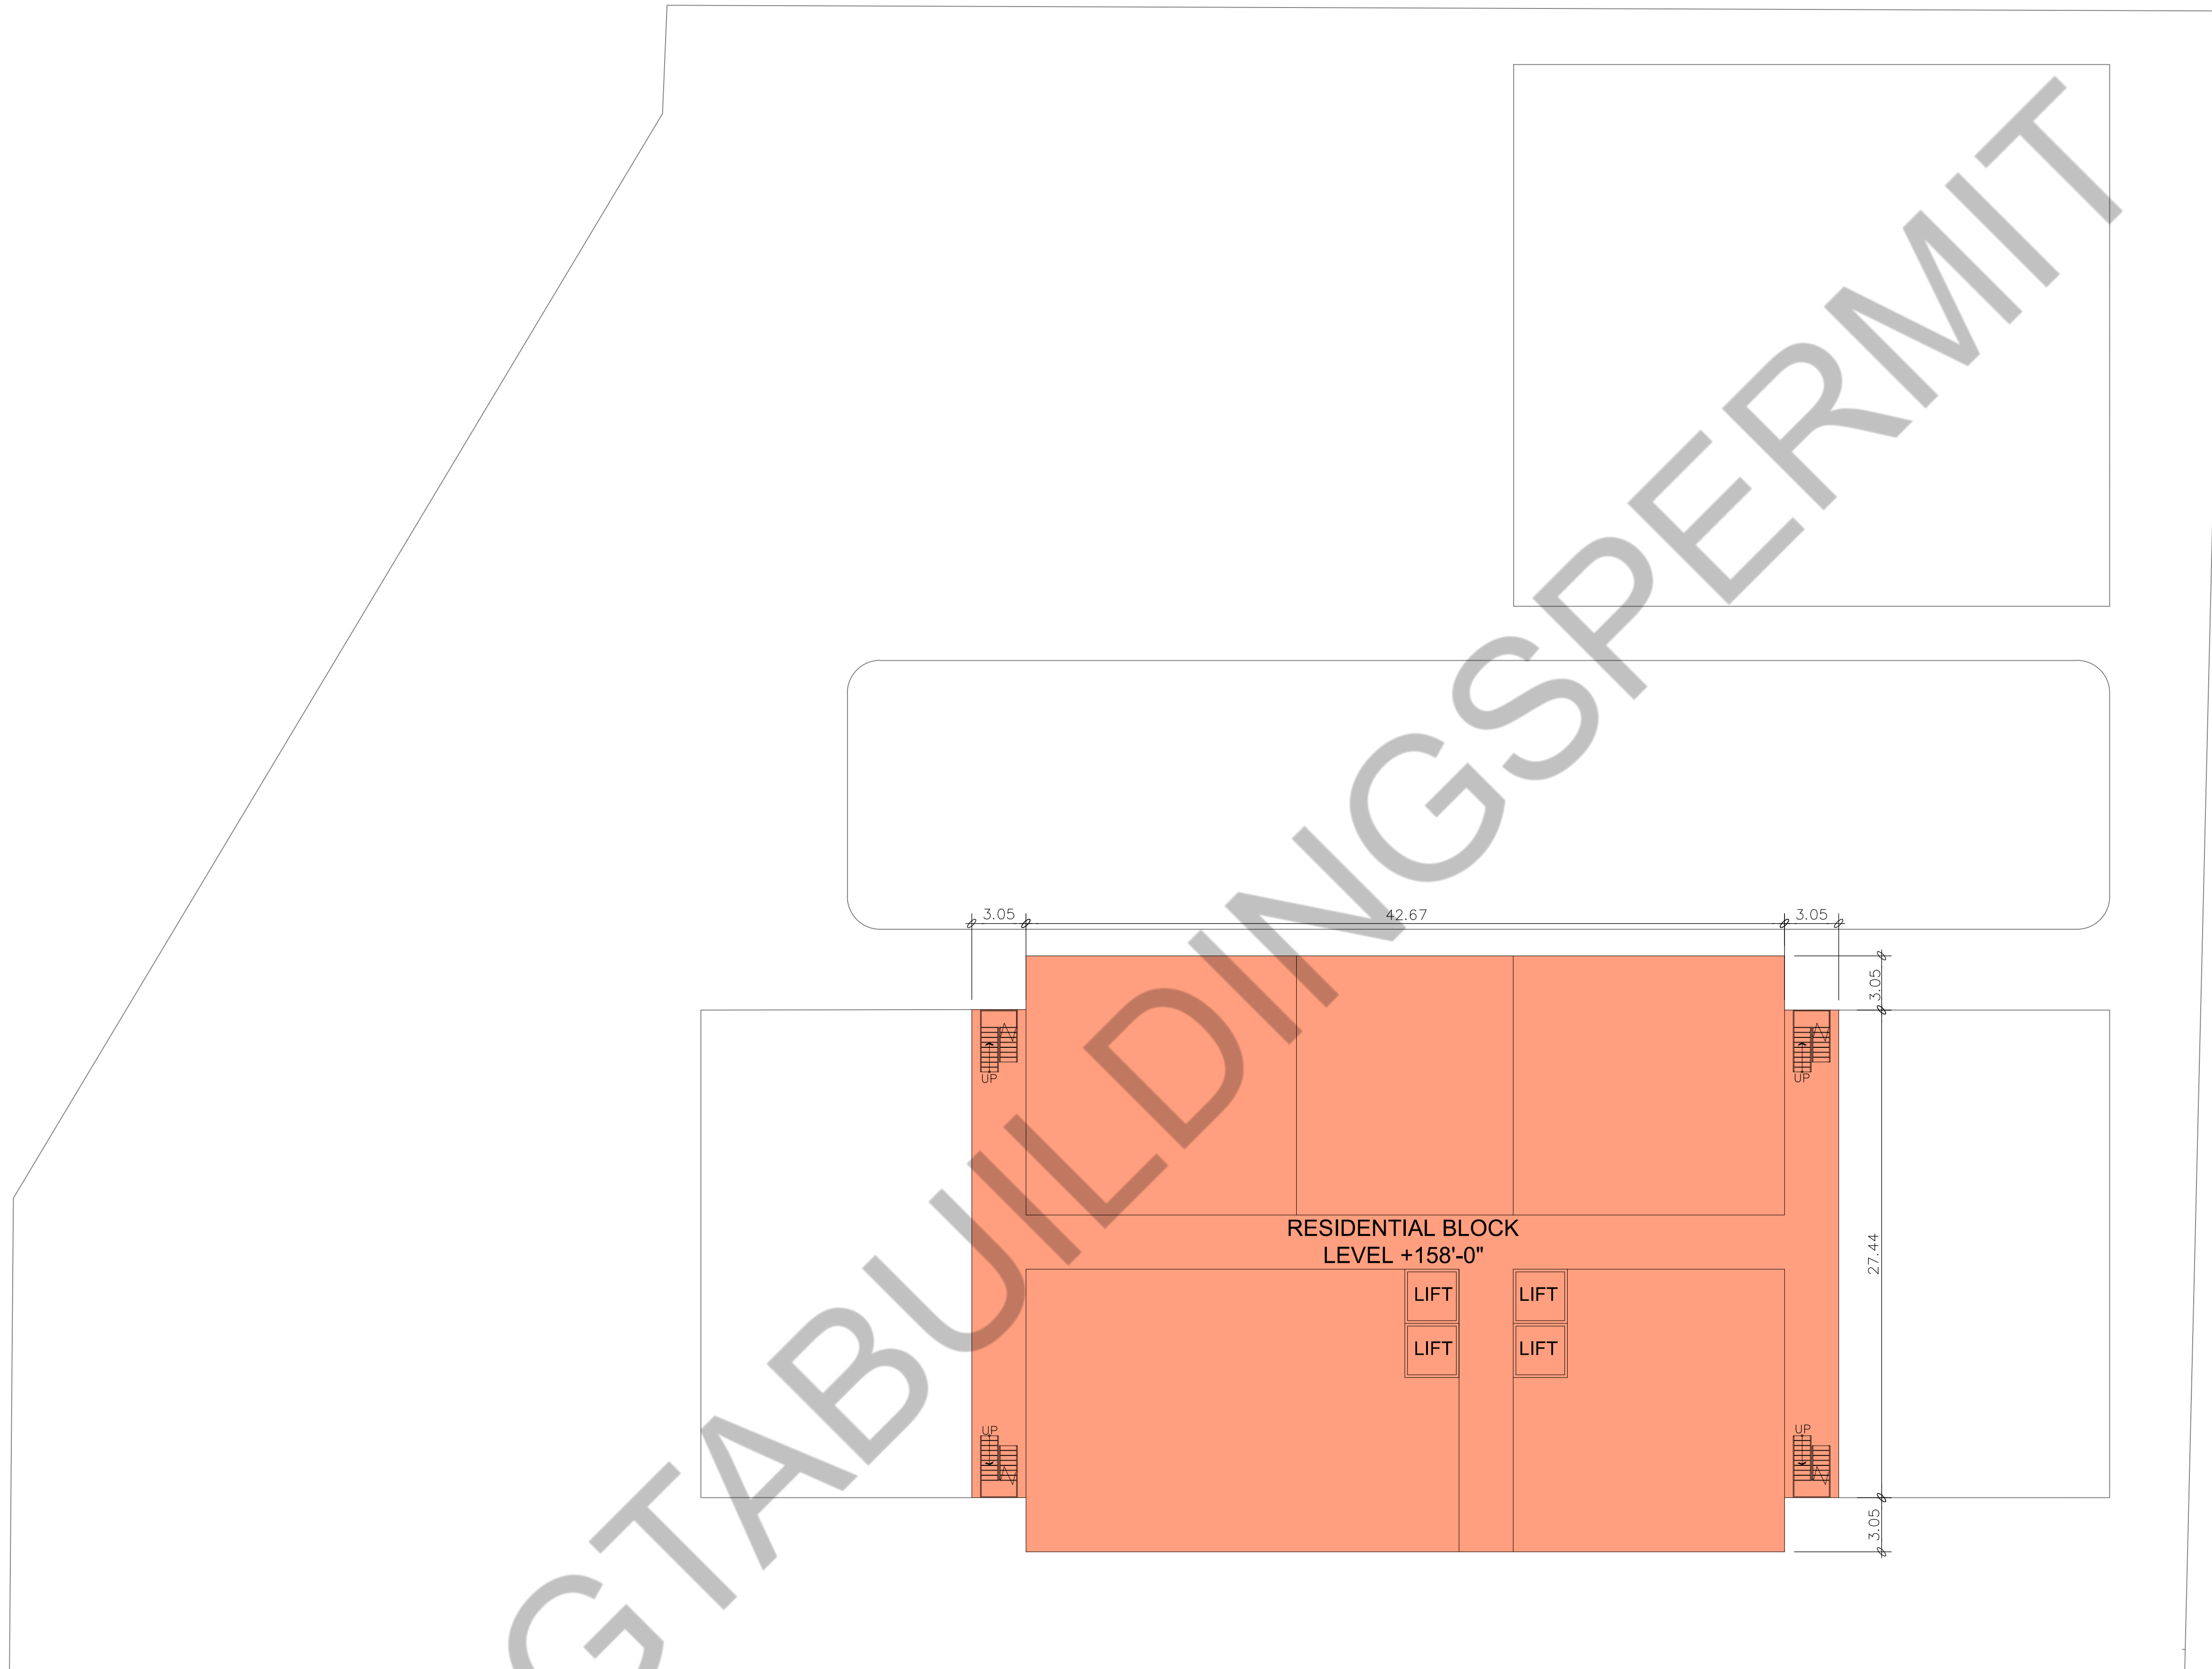 3.05
42.67
3.05
3.05
UP
UP
RESIDENTIAL BLOCK
LEVEL +158'-0"
27.44
LIFT
LIFT
LIFT
LIFT
UP
UP
3.05
GTABUILDINGSPERMIT